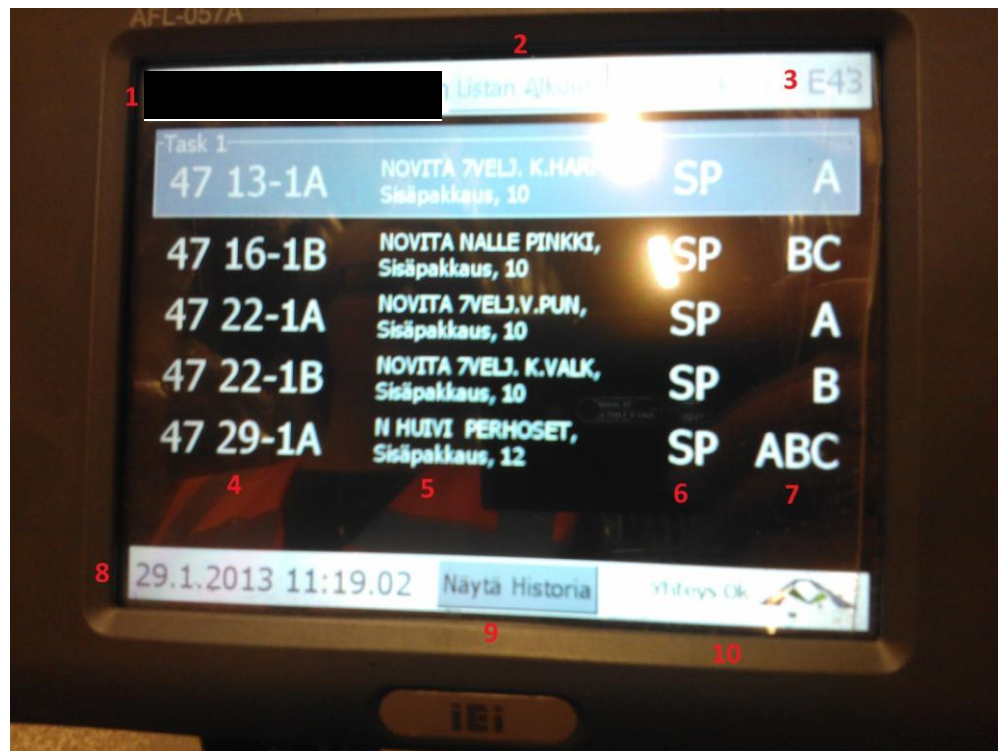 AFL-057A
2
1
Listan Alkuun
3 E43
Task 1
47 13-1A NOVITA 7VELJ. SP A
Sisäpakkaus, 10
47 16-1B NOVITA NALLE PINKKI, SP BC
Sisäpakkaus, 10
47 22-1A NOVITA 7VELJ.V.PUN, SP A
Sisäpakkaus, 10
47 22-1B NOVITA 7VELJ. K.VALK, SP B
Sisäpakkaus, 10
47 29-1A N HUIVI PERHOSET, SP ABC
Sisäpakkaus, 12
4 5 6 7
8 29.1.2013 11:19.02 Näytä Historia Yhteys Ok
9 10
iEi